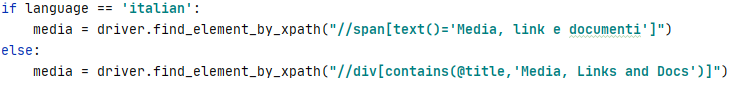 if language == 'italian':
    media = driver.find_element_by_xpath("//span[text()='Media, link e documenti']")
else:
    media = driver.find_element_by_xpath("//div[contains(@title,'Media, Links and Docs')]")